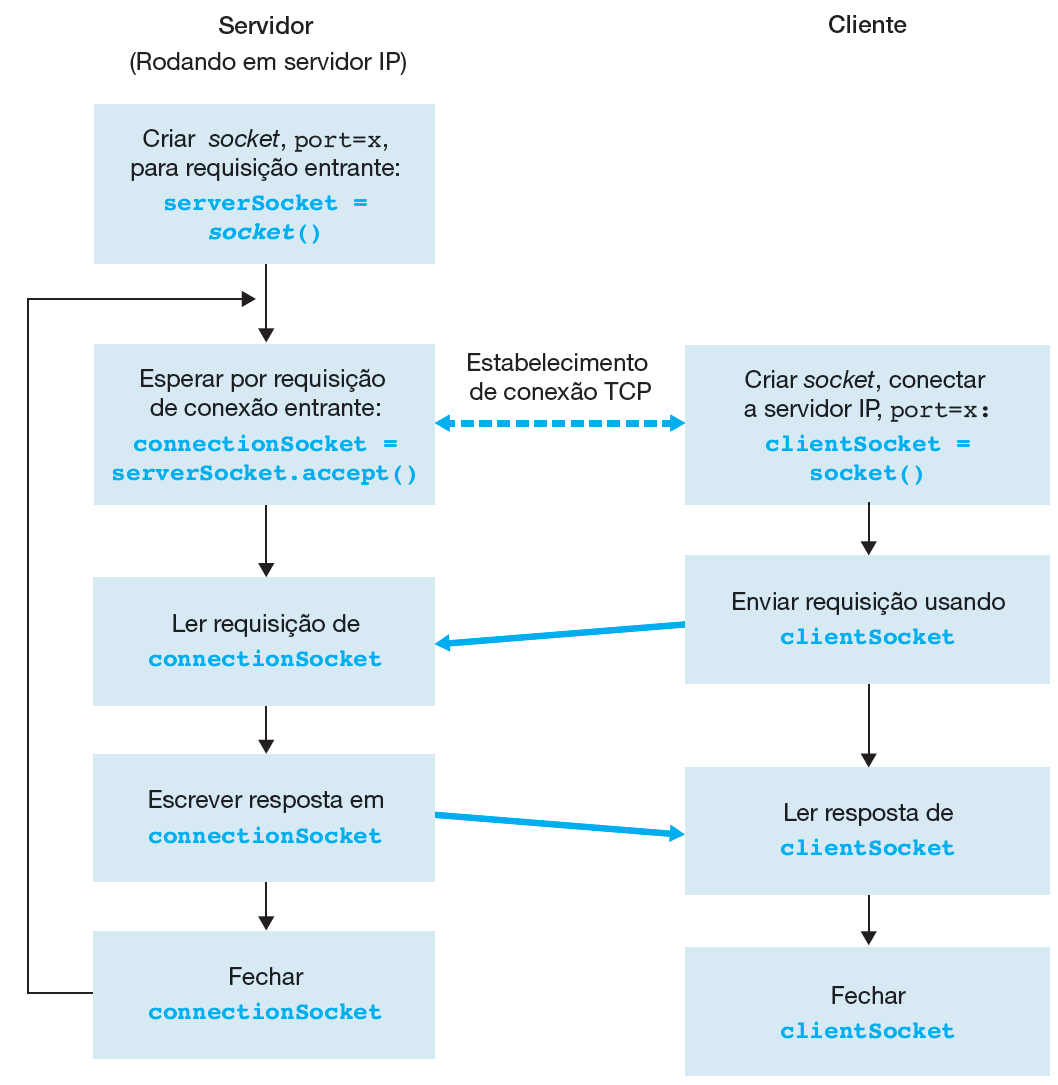 Servidor
(Rodando em servidor IP)
Criar socket, port=x,
para requisição entrante:
serverSocket =
socket()
Esperar por requisição
de conexão entrante:
connectionSocket =
serverSocket.accept()
Ler requisição de
connectionSocket
Escrever resposta em
connectionSocket
Fechar
connectionSocket
Estabelecimento
de conexão TCP
Cliente
Criar socket, conectar
a servidor IP, port=x:
clientSocket =
socket()
Enviar requisição usando
clientSocket
Ler resposta de
clientSocket
Fechar
clientSocket